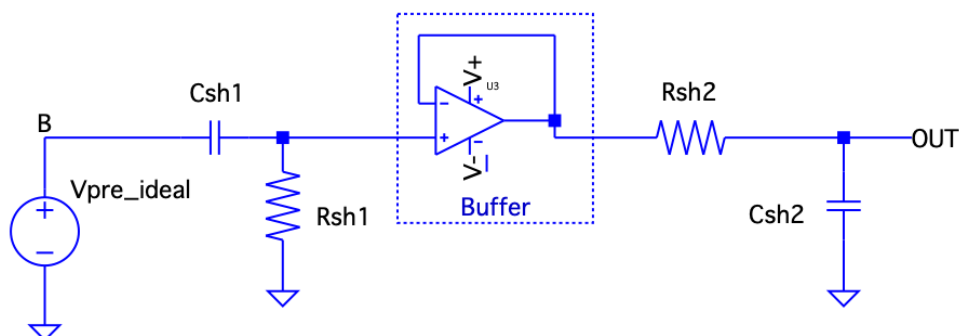 Csh1
B
Vpre_ideal
Rsh1
V+
U3
V-
Buffer
Rsh2
OUT
Csh2